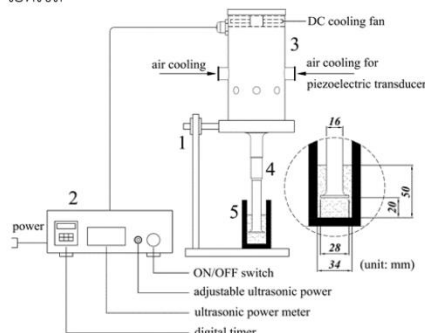 DC cooling fan
3
air cooling
air cooling for
piezoelectric transducer
16
1
4
2
5
50
20
power
28
34
(unit: mm)
ON/OFF switch
adjustable ultrasonic power
ultrasonic power meter
digital timer